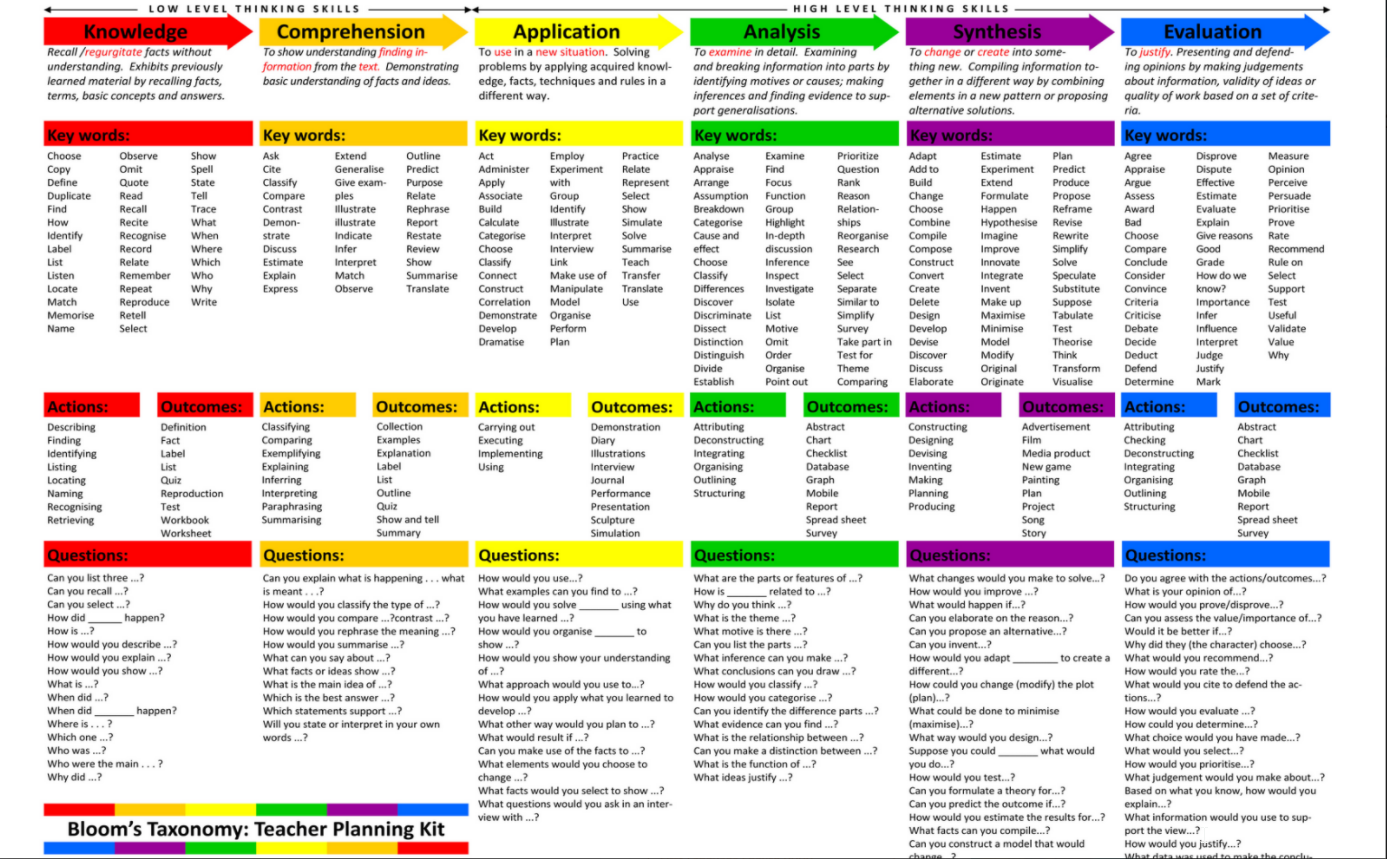 LOW LEVEL THINKING SKILLS
HIGH LEVEL THINKING SKILLS
Knowledge
Recall /regurgitate facts without
understanding. Exhibits previously
learned material by recalling facts,
terms, basic concepts and answers.
Key words:
Choose
Copy
Define
Duplicate
Find
How
Identify
Label
List
Listen
Locate
Match
Memorise
Name
Observe
Omit
Quote
Read
Recall
Recite
Recognise
Record
Relate
Remember
Repeat
Reproduce
Retell
Select
Show
Spell
State
Tell
Trace
What
When
Where
Which
Who
Why
Write
Actions:
Describing
Finding
Identifying
Listing
Locating
Naming
Recognising
Retrieving
Outcomes:
Definition
Fact
Label
List
Quiz
Reproduction
Test
Workbook
Worksheet
Questions:
Can you list three ...?
Can you recall ...?
Can you select ...?
How did ______ happen?
How is ...?
How would you describe ...?
How would you explain ...?
How would you show ...?
What is ...?
When did ...?
When did _______ happen?
Where is . . . ?
Which one ...?
Who was ...?
Who were the main . . . ?
Why did ...?
Comprehension
To show understanding finding in-
formation from the text. Demonstrating
basic understanding of facts and ideas.
Key words:
Ask
Cite
Classify
Compare
Contrast
Demon-
strate
Discuss
Estimate
Explain
Express
Extend
Generalise
Give exam-
ples
Illustrate
Illustrate
Indicate
Infer
Interpret
Match
Observe
Outline
Predict
Purpose
Relate
Rephrase
Report
Restate
Review
Show
Summarise
Translate
Actions:
Classifying
Comparing
Exemplifying
Explaining
Inferring
Interpreting
Paraphrasing
Summarising
Outcomes:
Collection
Examples
Explanation
Label
List
Outline
Quiz
Show and tell
Summary
Questions:
Can you explain what is happening . . . what
is meant . . .?
How would you classify the type of ...?
How would you compare ...?contrast ...?
How would you rephrase the meaning ...?
How would you summarise ...?
What can you say about ...?
What facts or ideas show ...?
What is the main idea of ...?
Which is the best answer ...?
Which statements support ...?
Will you state or interpret in your own
words ...?
Application
To use in a new situation. Solving
problems by applying acquired knowl-
edge, facts, techniques and rules in a
different way.
Key words:
Act
Administer
Apply
Associate
Build
Calculate
Categorise
Choose
Classify
Connect
Construct
Correlation
Demonstrate
Develop
Dramatise
Employ
Experiment
with
Group
Identify
Illustrate
Interpret
Interview
Link
Make use of
Manipulate
Model
Organise
Perform
Plan
Practice
Relate
Represent
Select
Show
Simulate
Solve
Summarise
Teach
Transfer
Translate
Use
Actions:
Carrying out
Executing
Implementing
Using
Outcomes:
Demonstration
Diary
Illustrations
Interview
Journal
Performance
Presentation
Sculpture
Simulation
Questions:
How would you use...?
What examples can you find to ...?
How would you solve _______ using what
you have learned ...?
How would you organise _______ to
show ...?
How would you show your understanding
of ...?
What approach would you use to...?
How would you apply what you learned to
develop ...?
What other way would you plan to ...?
What would result if ...?
Can you make use of the facts to ...?
What elements would you choose to
change ...?
What facts would you select to show ...?
What questions would you ask in an inter-
view with ...?
Analysis
To examine in detail. Examining
and breaking information into parts by
identifying motives or causes; making
inferences and finding evidence to sup-
port generalisations.
Key words:
Analyse
Appraise
Arrange
Assumption
Breakdown
Categorise
Cause and
effect
Choose
Classify
Differences
Discover
Discriminate
Dissect
Distinction
Distinguish
Divide
Establish
Examine
Find
Focus
Function
Group
Highlight
In-depth
discussion
Inference
Inspect
Investigate
Isolate
List
Motive
Omit
Order
Organise
Point out
Prioritize
Question
Rank
Reason
Relation-
ships
Reorganise
Research
See
Select
Separate
Similar to
Simplify
Survey
Take part in
Test for
Theme
Comparing
Actions:
Attributing
Deconstructing
Integrating
Organising
Outlining
Structuring
Outcomes:
Abstract
Chart
Checklist
Database
Graph
Mobile
Report
Spread sheet
Survey
Questions:
What are the parts or features of ...?
How is _______ related to ...?
Why do you think ...?
What is the theme ...?
What motive is there ...?
Can you list the parts ...?
What inference can you make ...?
What conclusions can you draw ...?
How would you classify ...?
How would you categorise ...?
Can you identify the difference parts ...?
What evidence can you find ...?
What is the relationship between ...?
Can you make a distinction between ...?
What is the function of ...?
What ideas justify ...?
Synthesis
To change or create into some-
thing new. Compiling information to-
gether in a different way by combining
elements in a new pattern or proposing
alternative solutions.
Key words:
Adapt
Add to
Build
Change
Choose
Combine
Compile
Compose
Construct
Convert
Create
Delete
Design
Develop
Devise
Discover
Discuss
Elaborate
Estimate
Experiment
Extend
Formulate
Happen
Hypothesise
Imagine
Improve
Innovate
Integrate
Invent
Make up
Maximise
Minimise
Model
Modify
Original
Originate
Plan
Predict
Produce
Propose
Reframe
Revise
Rewrite
Simplify
Solve
Speculate
Substitute
Suppose
Tabulate
Test
Theorise
Think
Transform
Visualise
Actions:
Constructing
Designing
Devising
Inventing
Making
Planning
Producing
Outcomes:
Advertisement
Film
Media product
New game
Painting
Plan
Project
Song
Story
Questions:
What changes would you make to solve...?
How would you improve ...?
What would happen if...?
Can you elaborate on the reason...?
Can you propose an alternative...?
Can you invent...?
How would you adapt ________ to create a
different...?
How could you change (modify) the plot
(plan)...?
What could be done to minimise
(maximise)...?
What way would you design...?
Suppose you could _______ what would
you do...?
How would you test...?
Can you formulate a theory for...?
Can you predict the outcome if...?
How would you estimate the results for...?
What facts can you compile...?
Can you construct a model that would
change...?
Evaluation
To justify. Presenting and defend-
ing opinions by making judgements
about information, validity of ideas or
quality of work based on a set of crite-
ria.
Key words:
Agree
Appraise
Argue
Assess
Award
Bad
Choose
Compare
Conclude
Consider
Convince
Criteria
Criticise
Debate
Decide
Deduct
Defend
Determine
Disprove
Dispute
Effective
Estimate
Evaluate
Explain
Give reasons
Good
Grade
How do we
know?
Importance
Infer
Influence
Interpret
Judge
Justify
Mark
Measure
Opinion
Perceive
Persuade
Prioritise
Prove
Rate
Recommend
Rule on
Select
Support
Test
Useful
Validate
Value
Why
Actions:
Attributing
Checking
Deconstructing
Integrating
Organising
Outlining
Structuring
Outcomes:
Abstract
Chart
Checklist
Database
Graph
Mobile
Report
Spread sheet
Survey
Questions:
Do you agree with the actions/outcomes...?
What is your opinion of...?
How would you prove/disprove...?
Can you assess the value/importance of...?
Would it be better if...?
Why did they (the character) choose...?
What would you recommend...?
How would you rate the...?
What would you cite to defend the ac-
tions...?
How would you evaluate ...?
How could you determine...?
What choice would you have made...?
What would you select...?
How would you prioritise...?
What judgement would you make about...?
Based on what you know, how would you
explain...?
What information would you use to sup-
port the view...?
How would you justify...?
What data was used to make the conclu-
Bloom's Taxonomy: Teacher Planning Kit